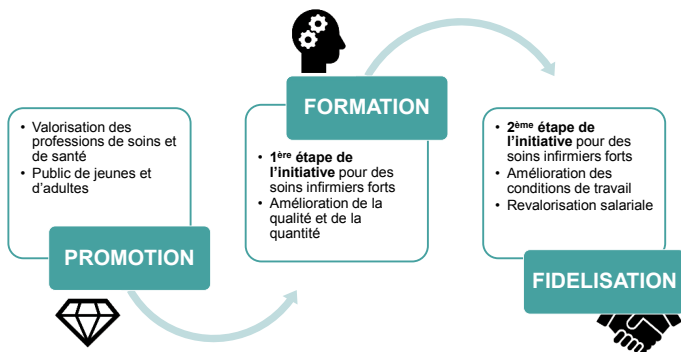 • Valorisation des
professions de soins et
de santé
• Public de jeunes et
d'adultes
PROMOTION
FORMATION
• 1ère étape de
l'initiative pour des
soins infirmiers forts
• Amélioration de la
qualité et de la
quantité
• 2ème étape de
l'initiative pour des
soins infirmiers forts
• Amélioration des
conditions de travail
• Revalorisation salariale
FIDELISATION